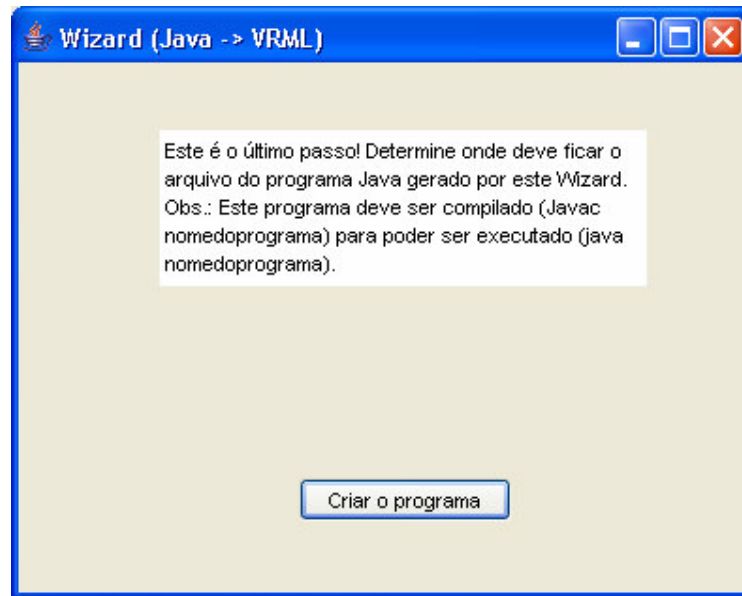 Wizard (Java -> VRML)
Este é o último passo! Determine onde deve ficar o
arquivo do programa Java gerado por este Wizard.
Obs.: Este programa deve ser compilado (Javac
nomedoprograma) para poder ser executado (java
nomedoprograma).
Criar o programa